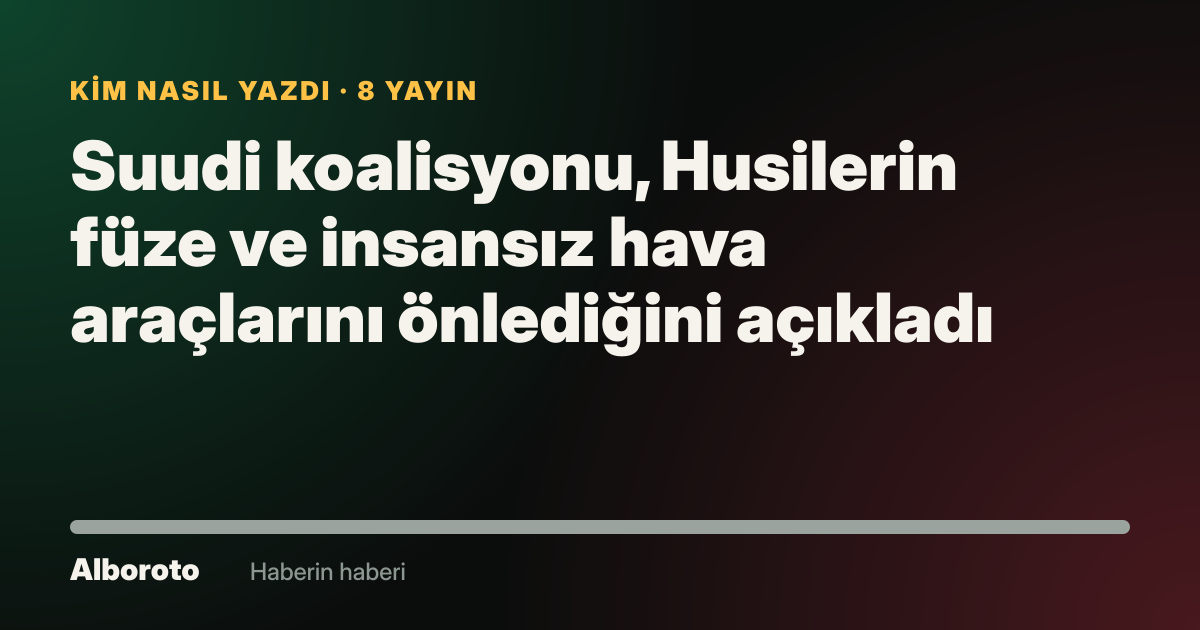 KİM NASIL YAZDI · 8 YAYIN
Suudi koalisyonu, Husilerin
füze ve insansız hava
araçlarını önlediğini açıkladı
Alboroto
Haberin haberi